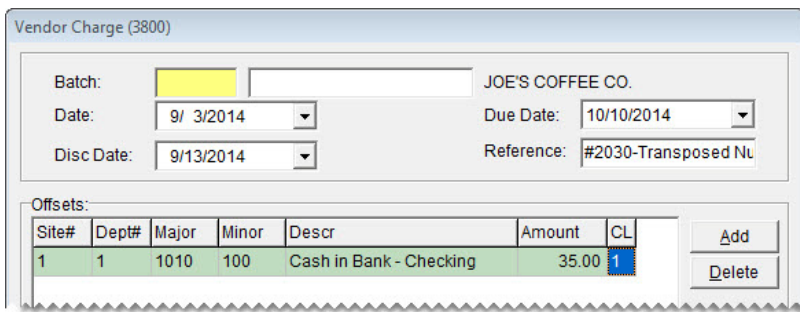 Vendor Charge (3800)
Batch: JOE'S COFFEE CO.
Date: 9/ 3/2014 Due Date: 10/10/2014
Disc Date: 9/13/2014 Reference: #2030-Transposed Nu
Offsets:
Site# Dept# Major Minor Descr Amount CL Add
1 1 1010 100 Cash in Bank - Checking 35.00 1
Delete